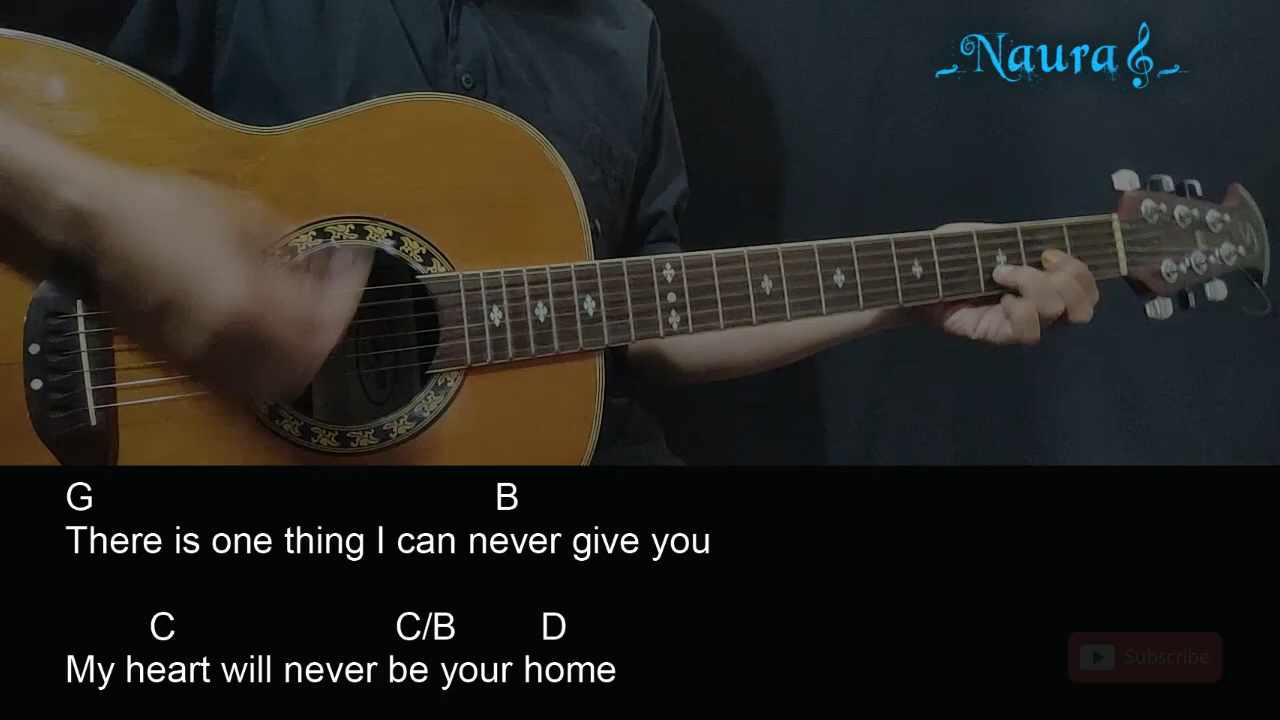 Naura
G B
There is one thing I can never give you
C C/B D
My heart will never be your home
Subscribe